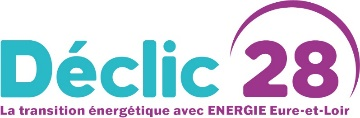 Déclic 28
La transition énergétique avec ENERGIE Eure-et-Loir